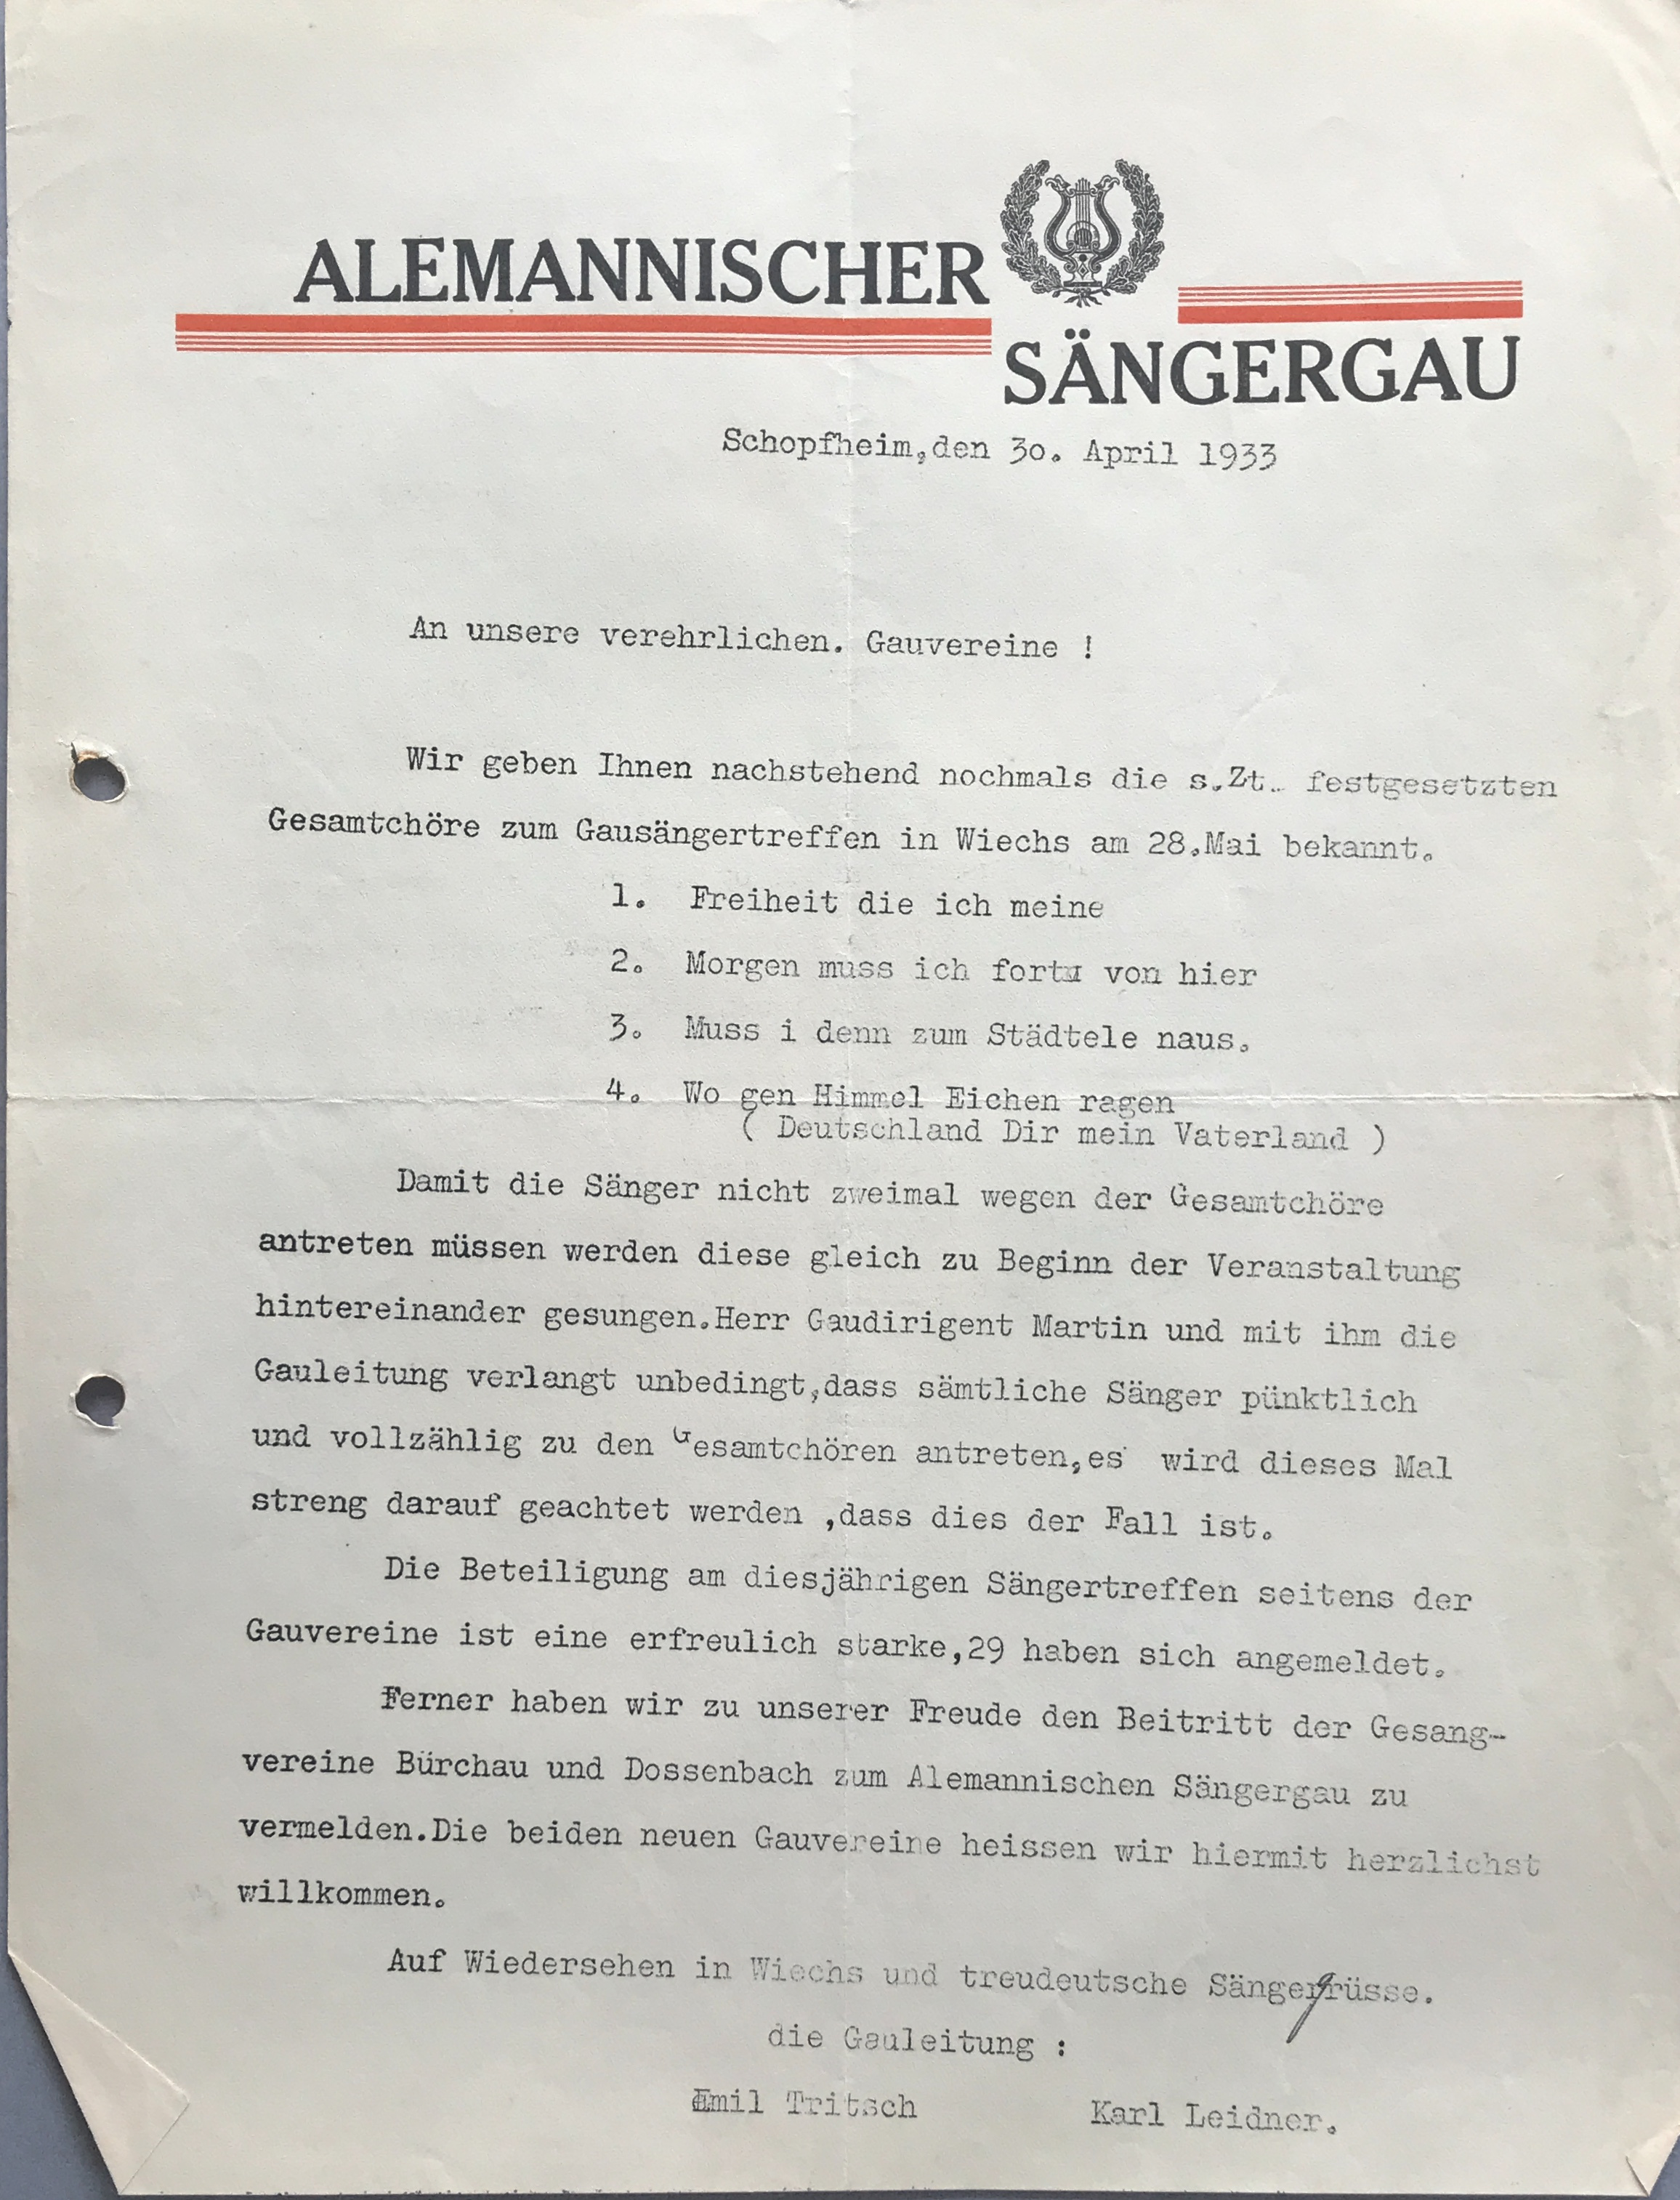 ALEMANNISCHER
SÄNGERGAU
Schopfheim,den 30. April 1933
An unsere verehrlichen. Gauvereine !
Wir geben Ihnen nachstehend nochmals die s.Zt. festgesetzten
Gesamtchöre zum Gausängertreffen in Wiechs am 28.Mai bekannt.
1. Freiheit die ich meine
2. Morgen muss ich fort von hier
3. Muss i denn zum Städtele naus.
4. Wo gen Himmel Eichen ragen
( Deutschland Dir mein Vaterland )
Damit die Sänger nicht zweimal wegen der Gesamtchöre
antreten müssen werden diese gleich zu Beginn der Veranstaltung
hintereinander gesungen.Herr Gaudirigent Martin und mit ihm die
Gauleitung verlangt unbedingt,dass sämtliche Sänger pünktlich
und vollzählig zu den Gesamtchören antreten,es wird dieses Mal
streng darauf geachtet werden ,dass dies der Fall ist.
Die Beteiligung am diesjährigen Sängertreffen seitens der
Gauvereine ist eine erfreulich starke,29 haben sich angemeldet.
Ferner haben wir zu unserer Freude den Beitritt der Gesang-
vereine Bürchau und Dossenbach zum Alemannischen Sängergau zu
vermelden.Die beiden neuen Gauvereine heissen wir hiermit herzlichst
willkommen.
Auf Wiedersehen in Wiechs und treudeutsche Sängergrüsse.
die Gauleitung :
Emil Tritsch Karl Leidner.